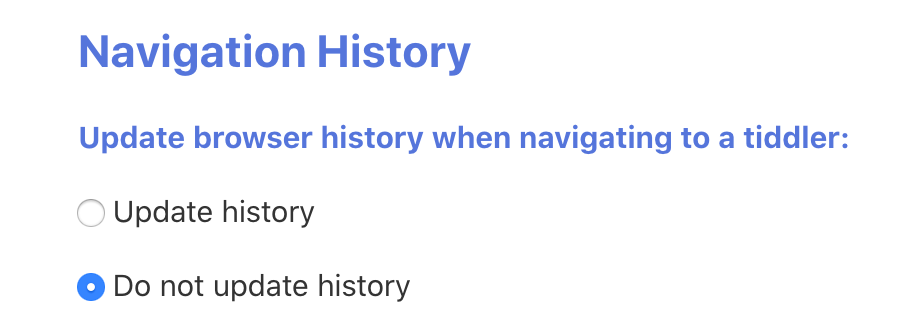 Navigation History
Update browser history when navigating to a tiddler:
Update history
Do not update history